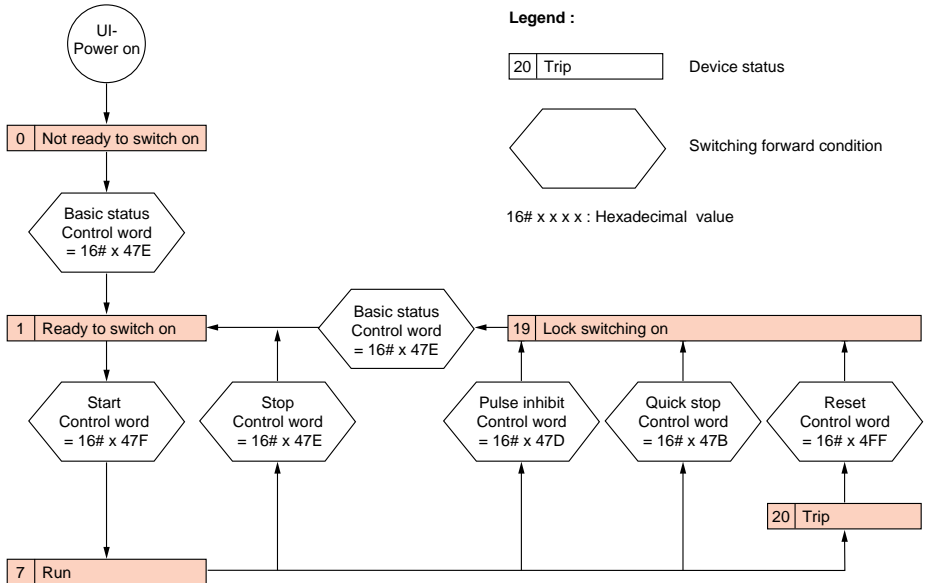 UI-
Power on
Legend :
20 Trip
Device status
0 Not ready to switch on
Switching forward condition
Basic status
Control word
= 16# x 47E
16# x x x x : Hexadecimal value
1 Ready to switch on
Basic status
Control word
= 16# x 47E
19 Lock switching on
Start
Control word
= 16# x 47F
Stop
Control word
= 16# x 47E
Pulse inhibit
Control word
= 16# x 47D
Quick stop
Control word
= 16# x 47B
Reset
Control word
= 16# x 4FF
20 Trip
7 Run